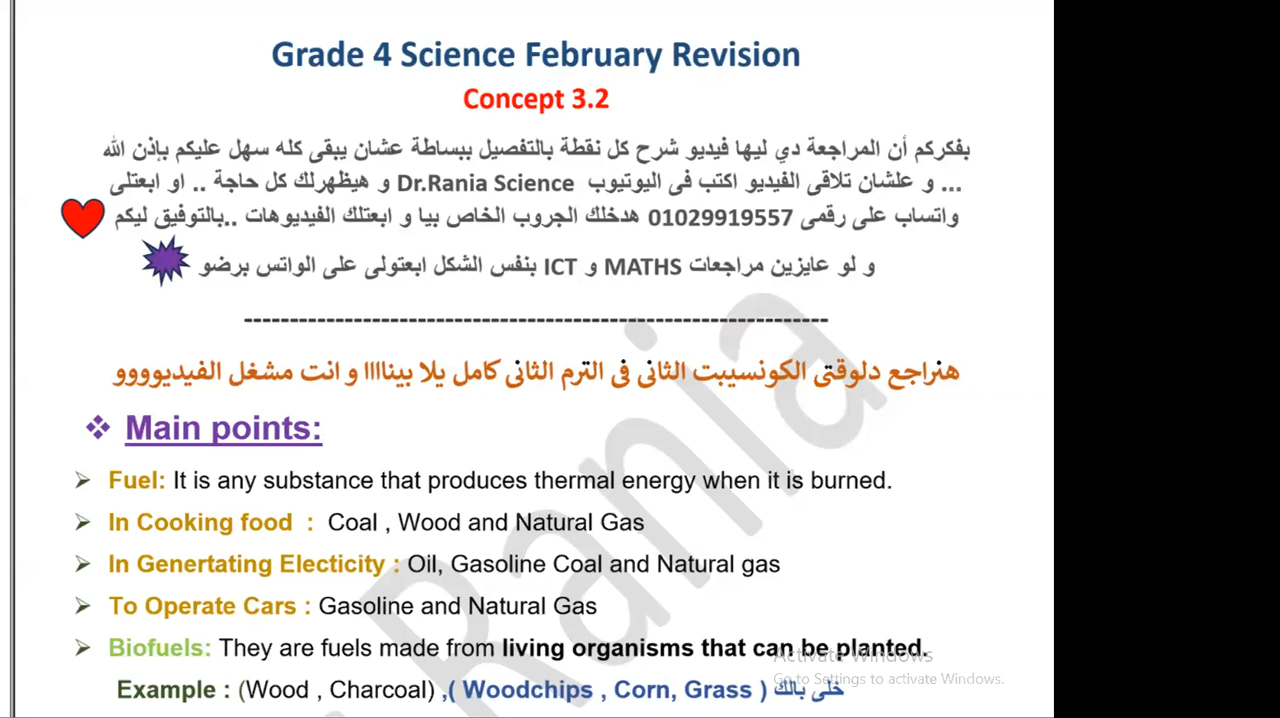 Grade 4 Science February Revision
Concept 3.2
بفكركم أن المراجعة دي ليها فيديو شرح كل نقطة بالتفصيل ببساطة عشان يبقى كله سهل عليكم بإذن الله
... و علشان تلاقى الفيديو اكتب فى اليوتيوب Dr.Rania Science و هيظهرلك كل حاجة .. او ابعتلى
واتساب على رقمى 01029919557 هدخلك الجروب الخاص بيا و ابعتلك الفيديوهات ..بالتوفيق ليكم
و لو عايزين مراجعات MATHS و ICT بنفس الشكل ابعتولى على الواتس برضو
----------------------------------------------------------------
هنراجع دلوقتى الكونسيبت الثانى فى الترم الثانى كامل يلا بيناااا و انت مشغل الفيديوووو
❖ Main points:
➢ Fuel: It is any substance that produces thermal energy when it is burned.
➢ In Cooking food : Coal , Wood and Natural Gas
➢ In Genertating Electicity : Oil, Gasoline Coal and Natural gas
➢ To Operate Cars : Gasoline and Natural Gas
➢ Biofuels: They are fuels made from living organisms that can be planted.
Example : (Wood , Charcoal) ,( Woodchips , Corn, Grass ) خلى بالك
Rania
Activate Windows
Go to Settings to activate Windows.